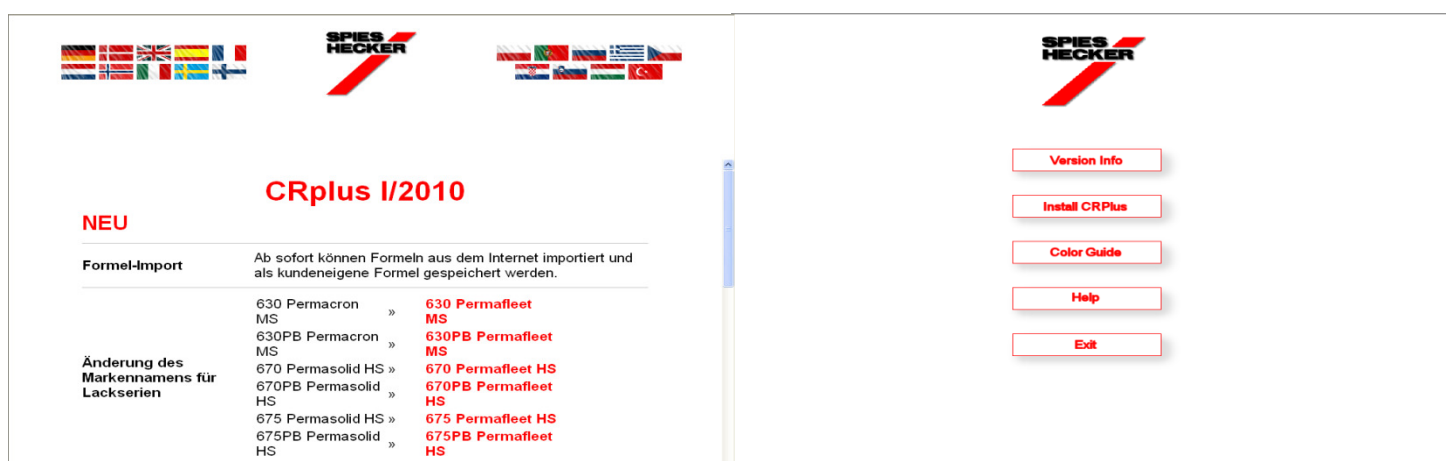 SPIES
HECKER
CRplus I/2010
NEU
Formel-Import
Ab sofort können Formeln aus dem Internet importiert und
als kundeneigene Formel gespeichert werden.
Änderung des
Markennamens für
Lackserien
630 Permacron
MS
»
630 Permafleet
MS
630PB Permacron
MS
»
630PB Permafleet
MS
670 Permasolid HS »
670 Permafleet HS
670PB Permasolid
HS
»
670PB Permafleet
HS
675 Permasolid HS »
675 Permafleet HS
675PB Permasolid
HS
»
675PB Permafleet
HS
SPIES
HECKER
Version Info
Install CRPlus
Color Guide
Help
Exit